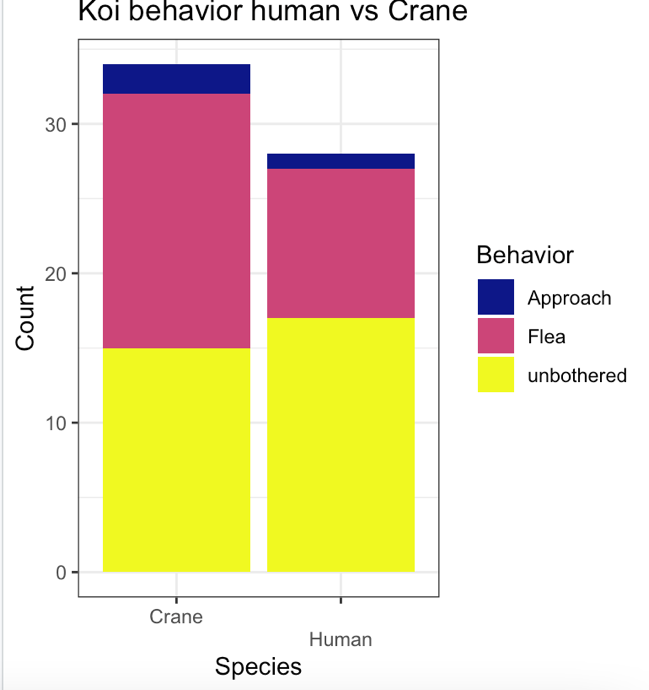 Koi behavior human vs Crane
Count
30
20
10
0
Crane
Human
Species
Behavior
Approach
Flea
unbothered